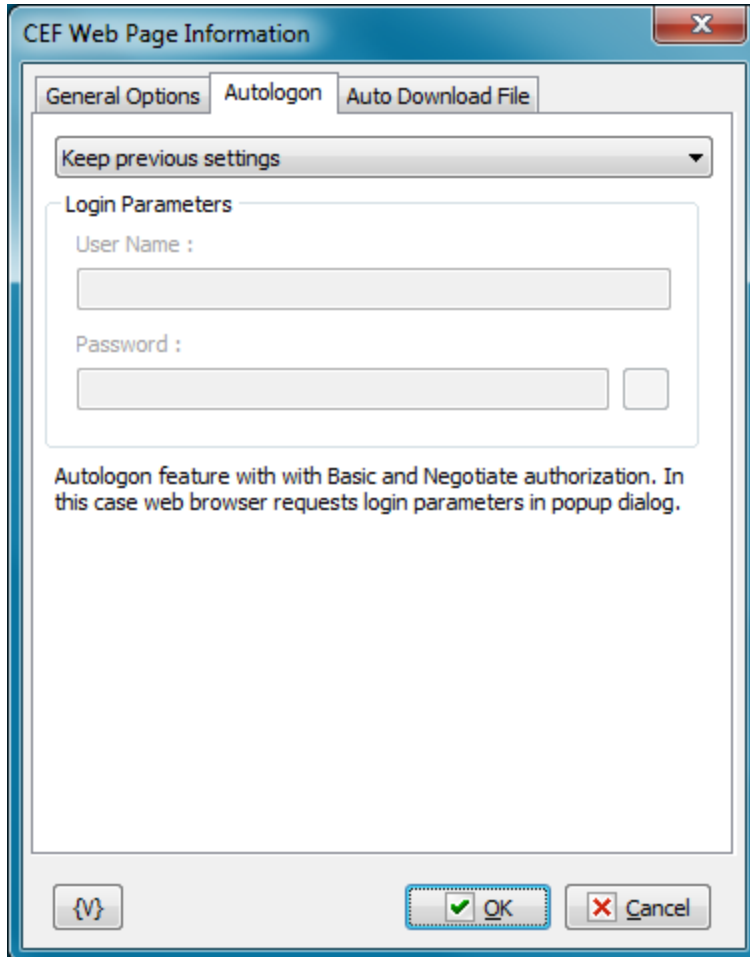 CEF Web Page Information
General Options Autologon Auto Download File
Keep previous settings
Login Parameters
User Name :
Password :
Autologon feature with with Basic and Negotiate authorization. In
this case web browser requests login parameters in popup dialog.
{V} OK Cancel